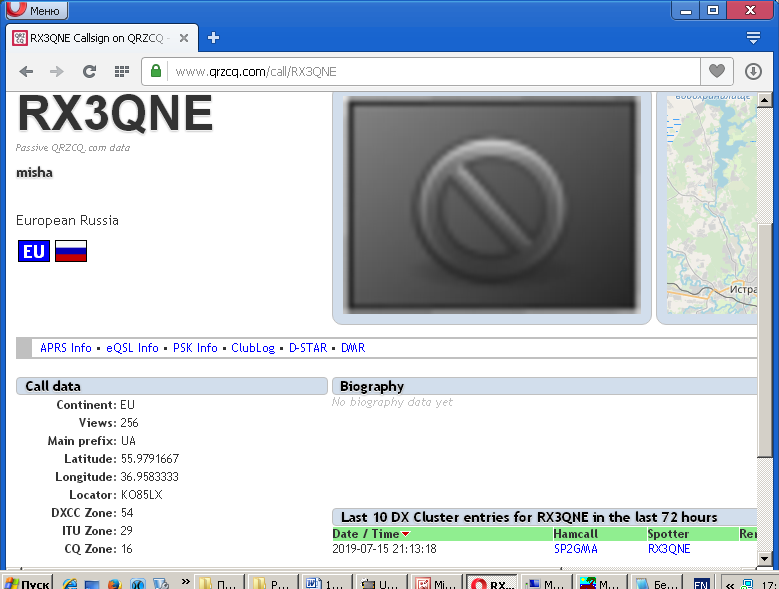 Меню
RX3QNE Callsign on QRZCQ -
www.qrzcq.com/call/RX3QNE
RX3QNE
Passive QRZCQ.com data
misha
European Russia
EU
водохранилище
Истра
APRS Info • eQSL Info • PSK Info • ClubLog • D-STAR • DMR
Call data
Continent: EU
Views: 256
Main prefix: UA
Latitude: 55.9791667
Longitude: 36.9583333
Locator: KO85LX
DXCC Zone: 54
ITU Zone: 29
CQ Zone: 16
Biography
No biography data yet
Last 10 DX Cluster entries for RX3QNE in the last 72 hours
Date / Time Hamcall Spotter Rer
2019-07-15 21:13:18 SP2GMA RX3QNE
Пуск » П... Р... 1... U... Mi... RX... M... M... Бе... EN « 17: